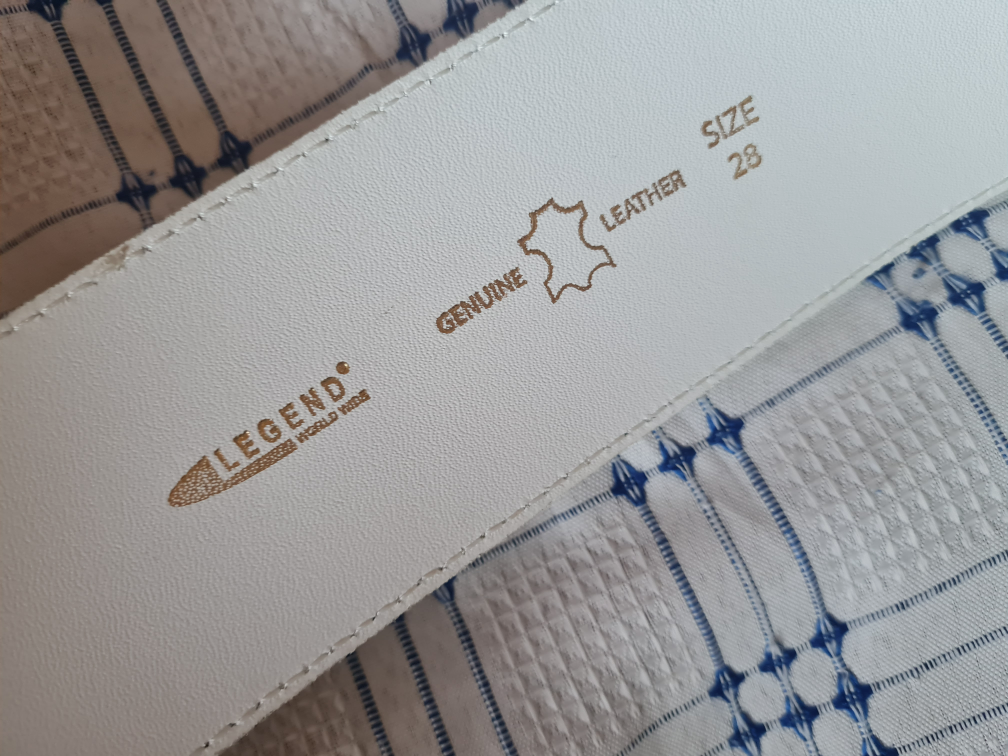 LEGEND
WORLD WIDE
GENUINE LEATHER
SIZE
28